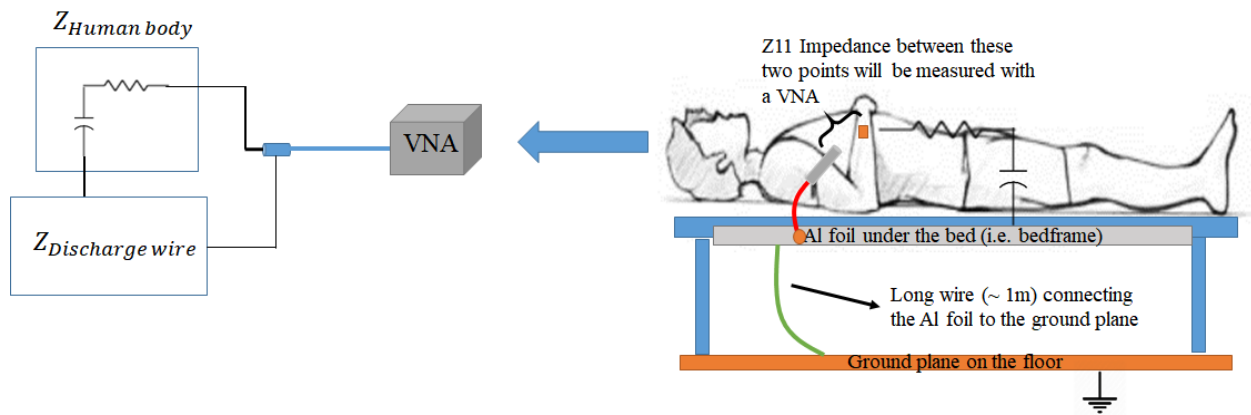 Z_Human body
VNA
Z_Discharge wire
Z11 Impedance between these
two points will be measured with
a VNA
Al foil under the bed (i.e. bedframe)
Long wire (~ 1m) connecting
the Al foil to the ground plane
Ground plane on the floor